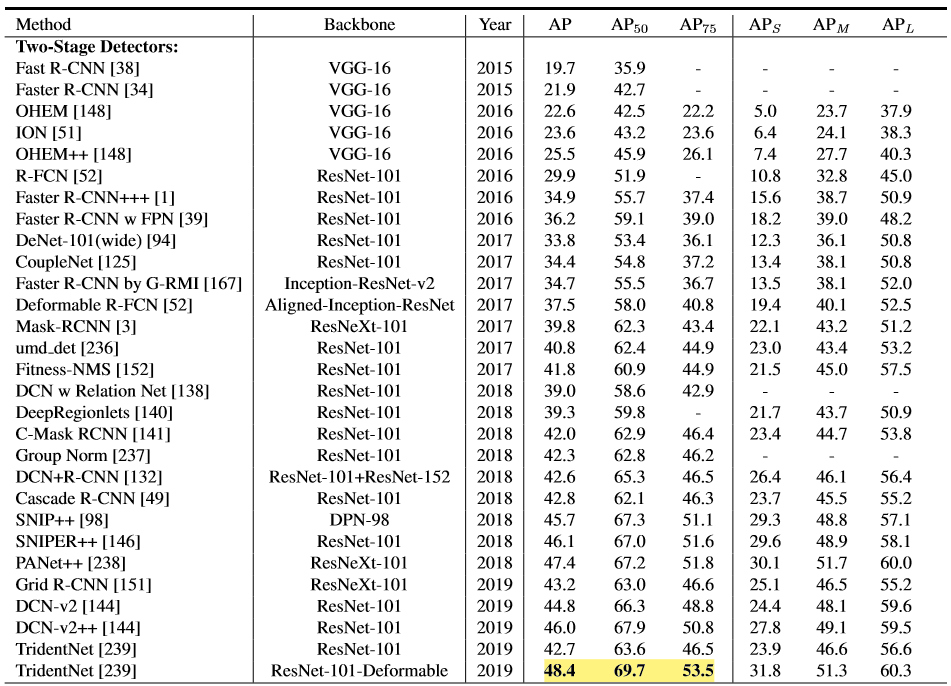 Method Backbone Year AP AP50 AP75 APS APM APL
Two-Stage Detectors:
Fast R-CNN [38] VGG-16 2015 19.7 35.9 - - - -
Faster R-CNN [34] VGG-16 2015 21.9 42.7 - - - -
OHEM [148] VGG-16 2016 22.6 42.5 22.2 5.0 23.7 37.9
ION [51] VGG-16 2016 23.6 43.2 23.6 6.4 24.1 38.3
OHEM++ [148] VGG-16 2016 25.5 45.9 26.1 7.4 27.7 40.3
R-FCN [52] ResNet-101 2016 29.9 51.9 - 10.8 32.8 45.0
Faster R-CNN+++ [1] ResNet-101 2016 34.9 55.7 37.4 15.6 38.7 50.9
Faster R-CNN w FPN [39] ResNet-101 2016 36.2 59.1 39.0 18.2 39.0 48.2
DeNet-101(wide) [94] ResNet-101 2017 33.8 53.4 36.1 12.3 36.1 50.8
CoupleNet [125] ResNet-101 2017 34.4 54.8 37.2 13.4 38.1 50.8
Faster R-CNN by G-RMI [167] Inception-ResNet-v2 2017 34.7 55.5 36.7 13.5 38.1 52.0
Deformable R-FCN [52] Aligned-Inception-ResNet 2017 37.5 58.0 40.8 19.4 40.1 52.5
Mask-RCNN [3] ResNeXt-101 2017 39.8 62.3 43.4 22.1 43.2 51.2
umd_det [236] ResNet-101 2017 40.8 62.4 44.9 23.0 43.4 53.2
Fitness-NMS [152] ResNet-101 2017 41.8 60.9 44.9 21.5 45.0 57.5
DCN w Relation Net [138] ResNet-101 2018 39.0 58.6 42.9 - - -
DeepRegionlets [140] ResNet-101 2018 39.3 59.8 - 21.7 43.7 50.9
C-Mask RCNN [141] ResNet-101 2018 42.0 62.9 46.4 23.4 44.7 53.8
Group Norm [237] ResNet-101 2018 42.3 62.8 46.2 - - -
DCN+R-CNN [132] ResNet-101+ResNet-152 2018 42.6 65.3 46.5 26.4 46.1 56.4
Cascade R-CNN [49] ResNet-101 2018 42.8 62.1 46.3 23.7 45.5 55.2
SNIP++ [98] DPN-98 2018 45.7 67.3 51.1 29.3 48.8 57.1
SNIPER++ [146] ResNet-101 2018 46.1 67.0 51.6 29.6 48.9 58.1
PANet++ [238] ResNeXt-101 2018 47.4 67.2 51.8 30.1 51.7 60.0
Grid R-CNN [151] ResNeXt-101 2019 43.2 63.0 46.6 25.1 46.5 55.2
DCN-v2 [144] ResNet-101 2019 44.8 66.3 48.8 24.4 48.1 59.6
DCN-v2++ [144] ResNet-101 2019 46.0 67.9 50.8 27.8 49.1 59.5
TridentNet [239] ResNet-101 2019 42.7 63.6 46.5 23.9 46.6 56.6
TridentNet [239] ResNet-101-Deformable 2019 48.4 69.7 53.5 31.8 51.3 60.3